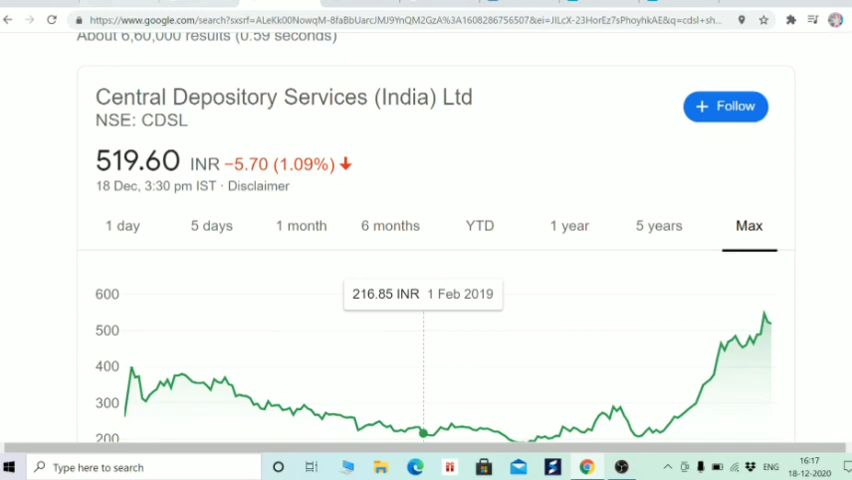 https://www.google.com/search?sxsrf=ALeKk00NowqM-8faBbUarcJMJ9YnQM2GzA%3A1608286756507&ei=JILcX-23HorEz7sPhoyhkAE&q=cdsl+sh...
About 6,60,000 results (0.59 seconds)
Central Depository Services (India) Ltd
NSE: CDSL
+ Follow
519.60 INR −5.70 (1.09%)
18 Dec, 3:30 pm IST · Disclaimer
1 day 5 days 1 month 6 months YTD 1 year 5 years Max
216.85 INR 1 Feb 2019
600
500
400
300
200
Type here to search
ENG
16:17
18-12-2020